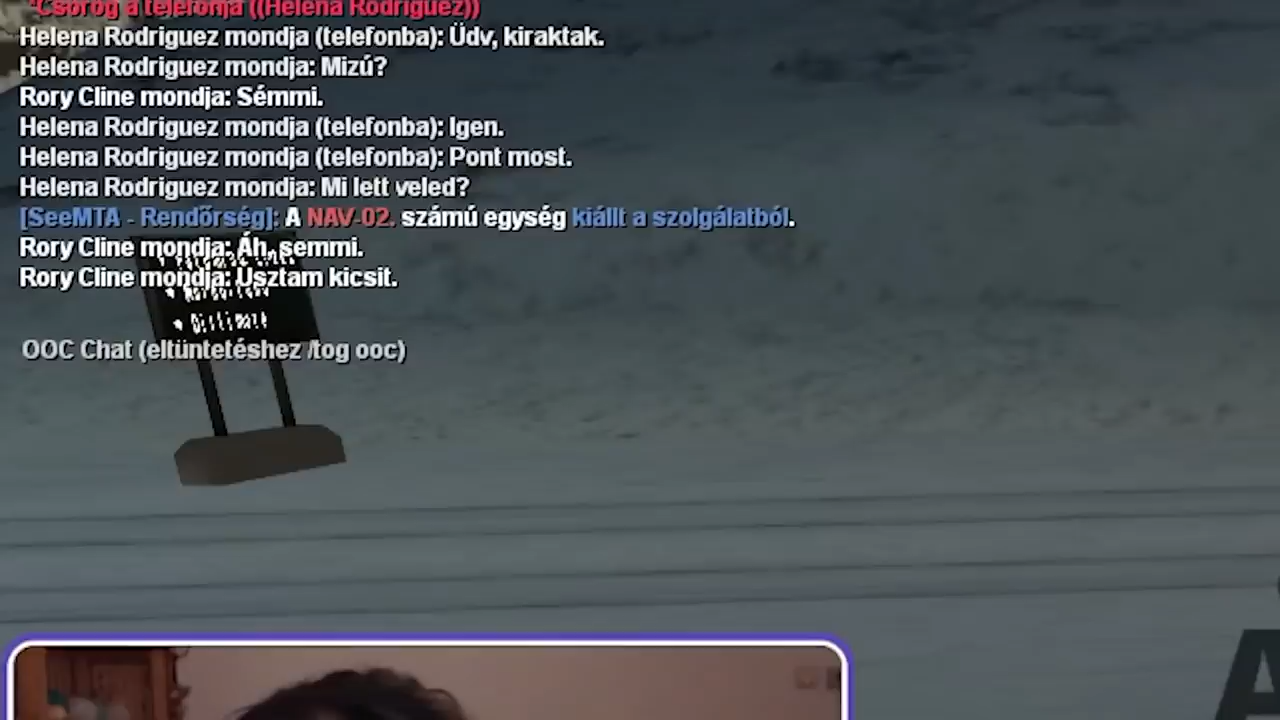 *Csörög a telefonja ((Helena Rodriguez))
Helena Rodriguez mondja (telefonba): Üdv, kiraktak.
Helena Rodriguez mondja: Mizú?
Rory Cline mondja: Sémmi.
Helena Rodriguez mondja (telefonba): Igen.
Helena Rodriguez mondja (telefonba): Pont most.
Helena Rodriguez mondja: Mi lett veled?
[SeeMTA - Rendőrség]: A NAV-02. számú egység kiállt a szolgálatból.
Rory Cline mondja: Áh, semmi.
Rory Cline mondja: Úsztam kicsit.
OOC Chat (eltüntetéshez /tog ooc)